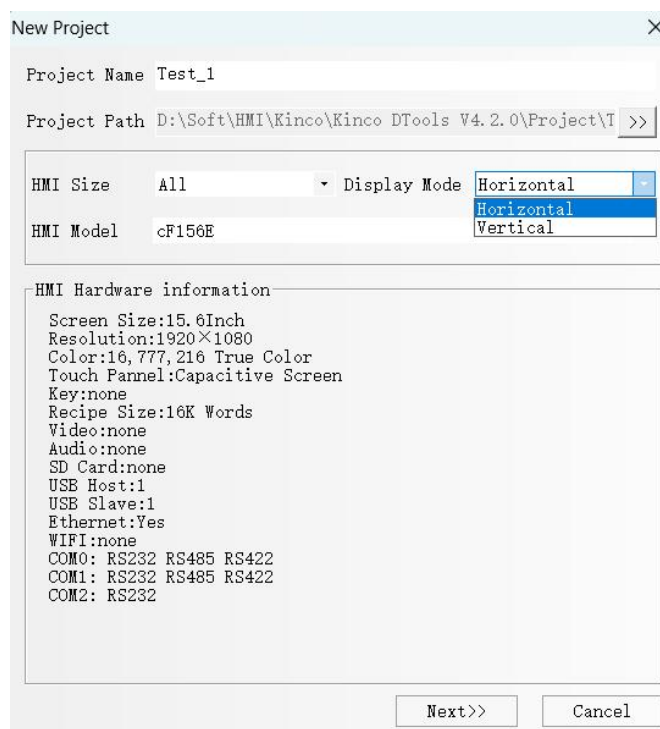 New Project
Project Name Test_1
Project Path D:\Soft\HMI\Kinco\Kinco DTools V4.2.0\Project\T >>
HMI Size All Display Mode Horizontal
Horizontal
HMI Model cF156E Vertical
HMI Hardware information
Screen Size:15.6Inch
Resolution:1920×1080
Color:16,777,216 True Color
Touch Pannel:Capacitive Screen
Key:none
Recipe Size:16K Words
Video:none
Audio:none
SD Card:none
USB Host:1
USB Slave:1
Ethernet:Yes
WIFI:none
COM0: RS232 RS485 RS422
COM1: RS232 RS485 RS422
COM2: RS232
Next>> Cancel